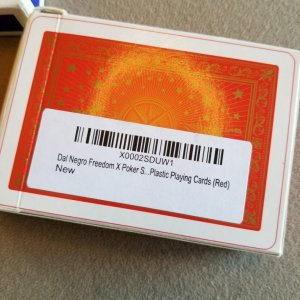 X0002SDUW1
Dal Negro Freedom X Poker S...Plastic Playing Cards (Red)
New